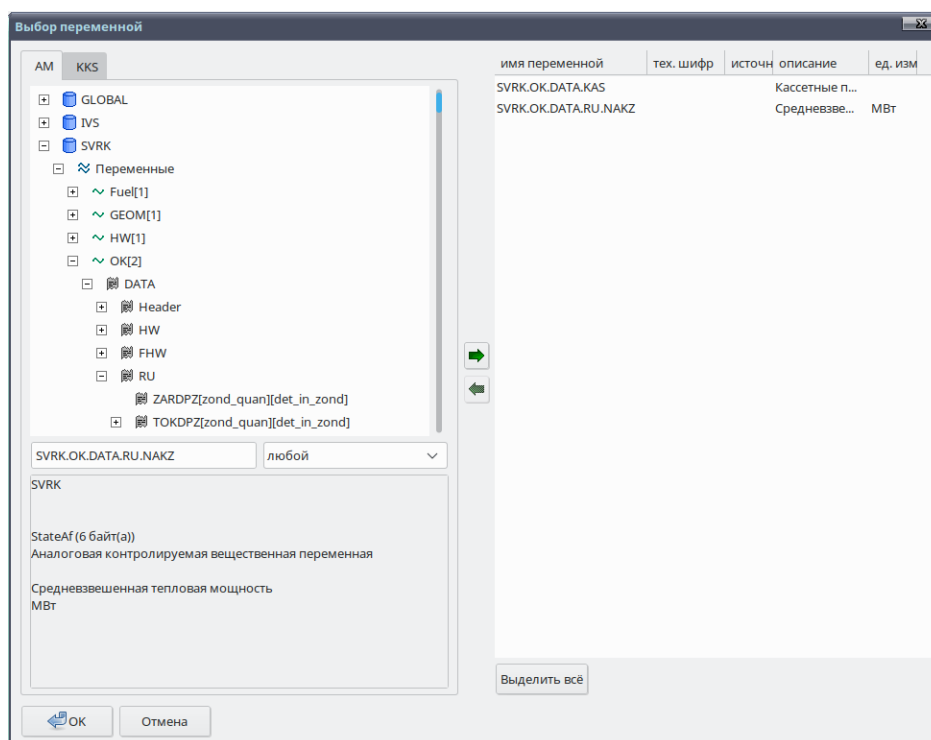 Выбор переменной
AM KKS
GLOBAL
IVS
SVRK
Переменные
Fuel[1]
GEOM[1]
HW[1]
OK[2]
DATA
Header
HW
FHW
RU
ZARDPZ[zond_quan][det_in_zond]
TOKDPZ[zond_quan][det_in_zond]
SVRK.OK.DATA.RU.NAKZ любой
SVRK
StateAf (6 байт(а))
Аналоговая контролируемая вещественная переменная
Средневзвешенная тепловая мощность
МВт
OK Отмена
имя переменной тех. шифр источн описание ед. изм
SVRK.OK.DATA.KAS Кассетные п...
SVRK.OK.DATA.RU.NAKZ Средневзве... МВт
Выделить всё